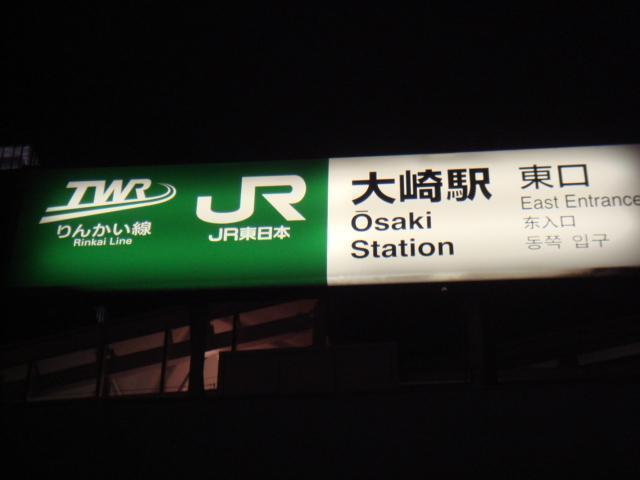 TWR
りんかい線
Rinkai Line
JR
JR東日本
大崎駅
Ōsaki
Station
東口
East Entrance
东入口
동쪽 입구